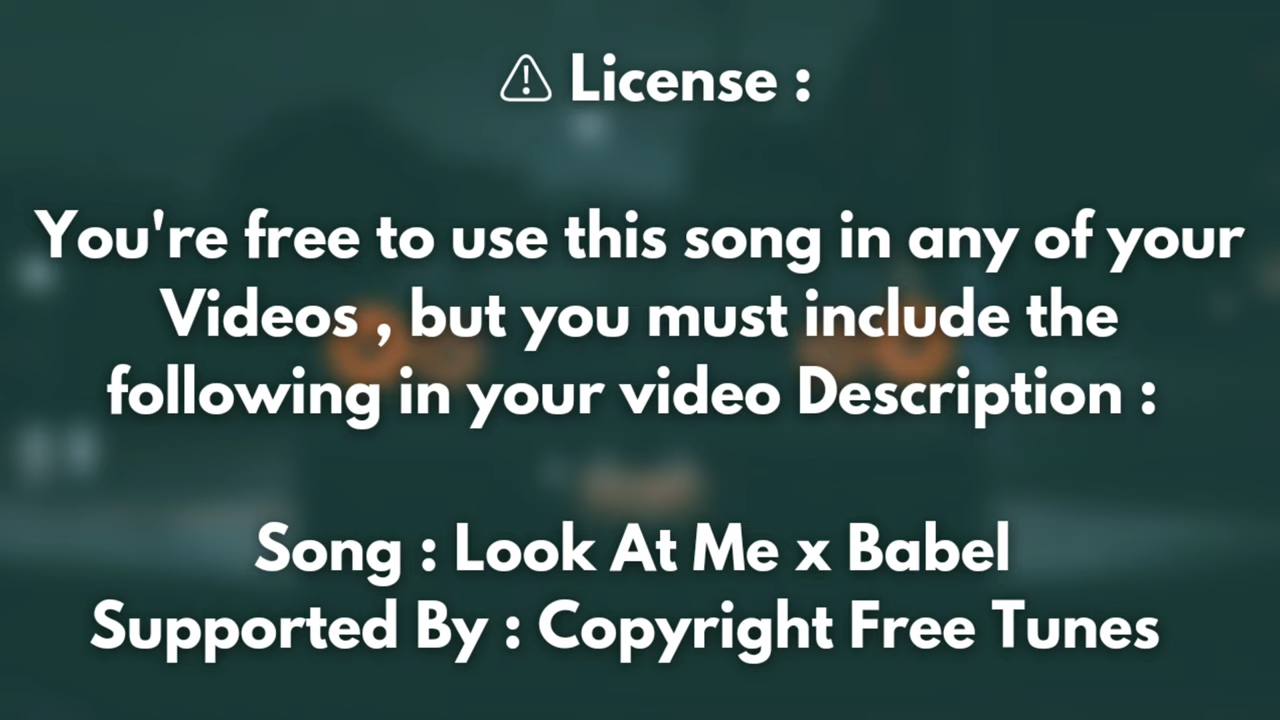 ⚠ License :
You're free to use this song in any of your
Videos , but you must include the
following in your video Description :
Song : Look At Me x Babel
Supported By : Copyright Free Tunes